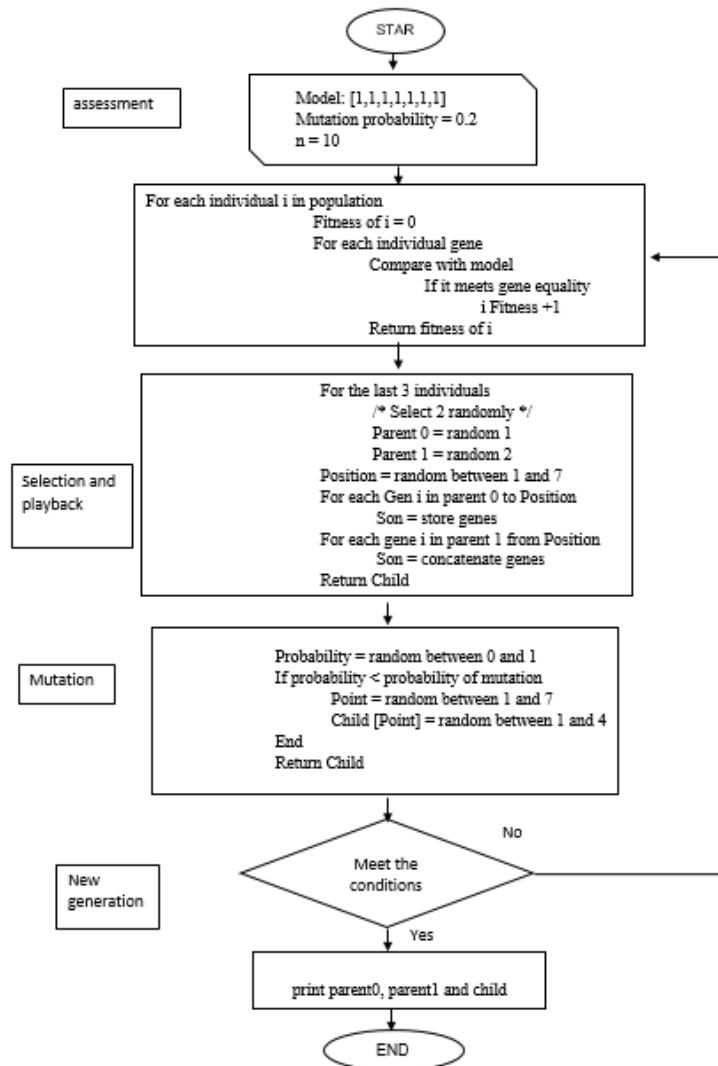 STAR
assessment
Model: [1,1,1,1,1,1,1]
Mutation probability = 0.2
n = 10
For each individual i in population
Fitness of i = 0
For each individual gene
Compare with model
If it meets gene equality
i Fitness +1
Return fitness of i
Selection and
playback
For the last 3 individuals
/* Select 2 randomly */
Parent 0 = random 1
Parent 1 = random 2
Position = random between 1 and 7
For each Gen i in parent 0 to Position
Son = store genes
For each gene i in parent 1 from Position
Son = concatenate genes
Return Child
Mutation
Probability = random between 0 and 1
If probability < probability of mutation
Point = random between 1 and 7
Child [Point] = random between 1 and 4
End
Return Child
No
Meet the
conditions
New
generation
Yes
print parent0, parent1 and child
END